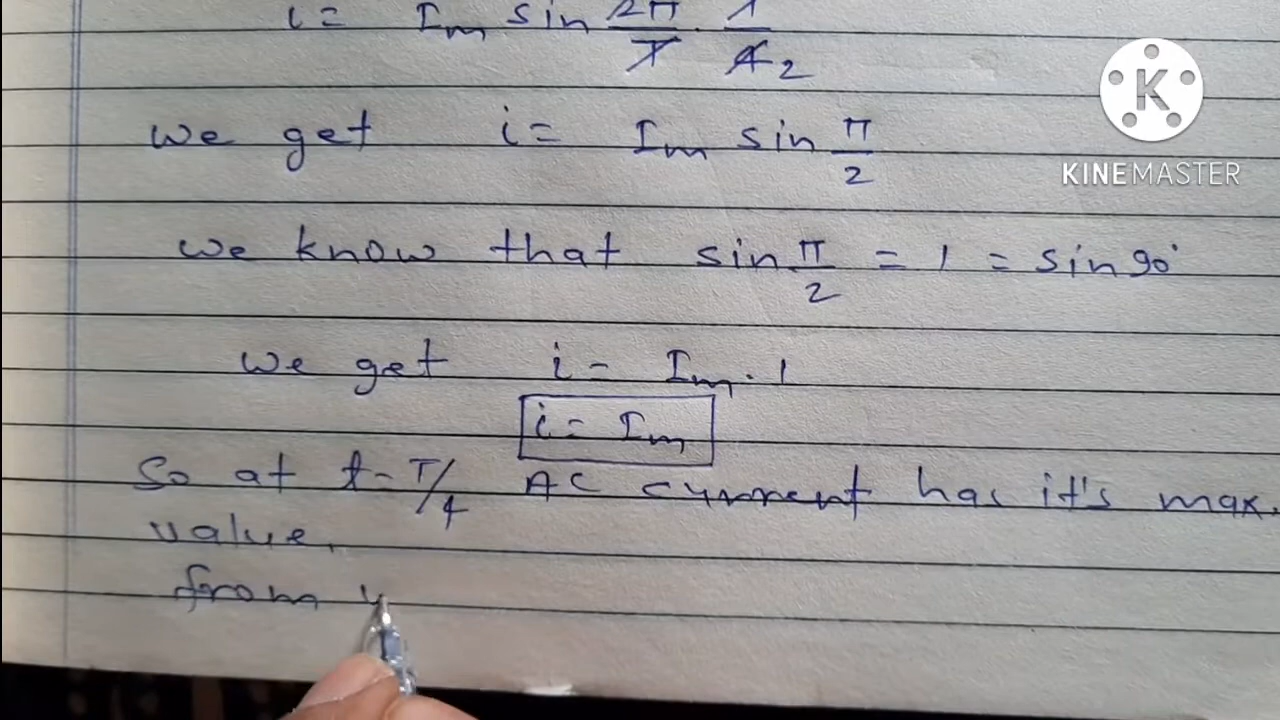 i = Im sin 2π/T . T/4 2
K
KINEMASTER
we get i = Im sin π/2
we know that sin π/2 = 1 = sin 90°
we get i = Im . 1
i = Im
So at t = T/4 AC current has it's max.
value.
from